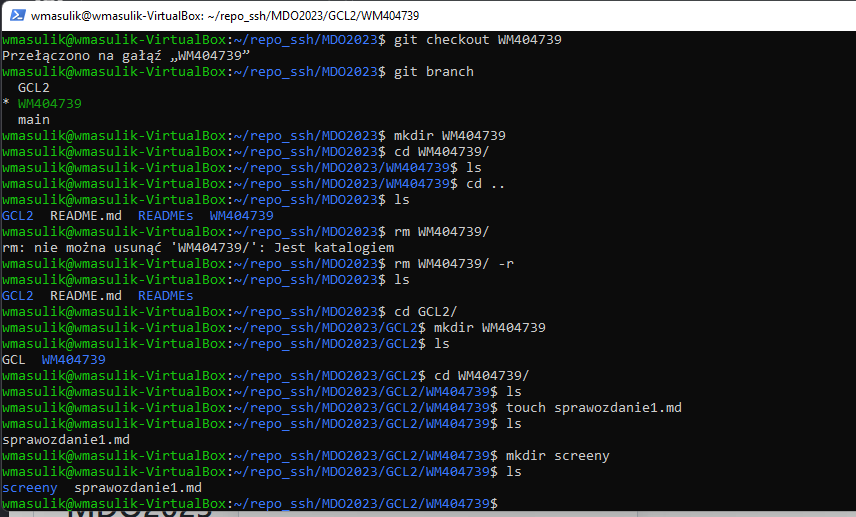 wmasulik@wmasulik-VirtualBox: ~/repo_ssh/MDO2023/GCL2/WM404739
wmasulik@wmasulik-VirtualBox:~/repo_ssh/MDO2023$ git checkout WM404739
Przełączono na gałąź „WM404739”
wmasulik@wmasulik-VirtualBox:~/repo_ssh/MDO2023$ git branch
  GCL2
* WM404739
  main
wmasulik@wmasulik-VirtualBox:~/repo_ssh/MDO2023$ mkdir WM404739
wmasulik@wmasulik-VirtualBox:~/repo_ssh/MDO2023$ cd WM404739/
wmasulik@wmasulik-VirtualBox:~/repo_ssh/MDO2023/WM404739$ ls
wmasulik@wmasulik-VirtualBox:~/repo_ssh/MDO2023/WM404739$ cd ..
wmasulik@wmasulik-VirtualBox:~/repo_ssh/MDO2023$ ls
GCL2  README.md  READMEs  WM404739
wmasulik@wmasulik-VirtualBox:~/repo_ssh/MDO2023$ rm WM404739/
rm: nie można usunąć 'WM404739/': Jest katalogiem
wmasulik@wmasulik-VirtualBox:~/repo_ssh/MDO2023$ rm WM404739/ -r
wmasulik@wmasulik-VirtualBox:~/repo_ssh/MDO2023$ ls
GCL2  README.md  READMEs
wmasulik@wmasulik-VirtualBox:~/repo_ssh/MDO2023$ cd GCL2/
wmasulik@wmasulik-VirtualBox:~/repo_ssh/MDO2023/GCL2$ mkdir WM404739
wmasulik@wmasulik-VirtualBox:~/repo_ssh/MDO2023/GCL2$ ls
GCL  WM404739
wmasulik@wmasulik-VirtualBox:~/repo_ssh/MDO2023/GCL2$ cd WM404739/
wmasulik@wmasulik-VirtualBox:~/repo_ssh/MDO2023/GCL2/WM404739$ ls
wmasulik@wmasulik-VirtualBox:~/repo_ssh/MDO2023/GCL2/WM404739$ touch sprawozdanie1.md
wmasulik@wmasulik-VirtualBox:~/repo_ssh/MDO2023/GCL2/WM404739$ ls
sprawozdanie1.md
wmasulik@wmasulik-VirtualBox:~/repo_ssh/MDO2023/GCL2/WM404739$ mkdir screeny
wmasulik@wmasulik-VirtualBox:~/repo_ssh/MDO2023/GCL2/WM404739$ ls
screeny  sprawozdanie1.md
wmasulik@wmasulik-VirtualBox:~/repo_ssh/MDO2023/GCL2/WM404739$
MDO2023